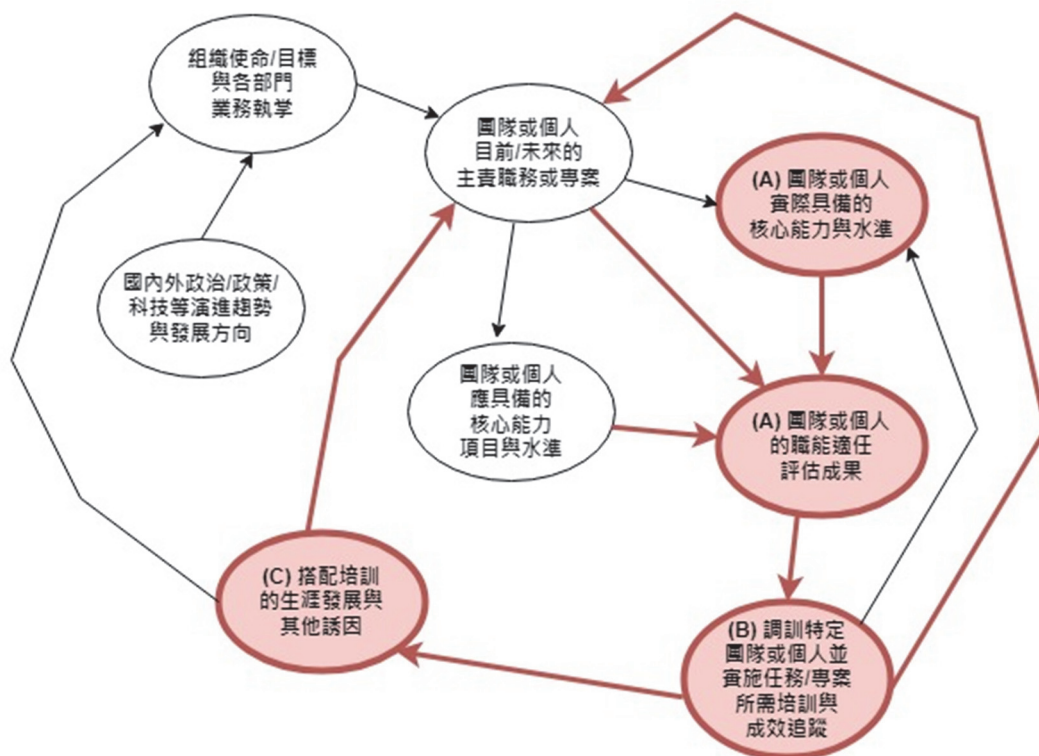 組織使命/目標
與各部門
業務執掌
團隊或個人
目前/未來的
主責職務或專案
(A) 團隊或個人
實際具備的
核心能力與水準
國內外政治/政策/
科技等演進趨勢
與發展方向
團隊或個人
應具備的
核心能力
項目與水準
(A) 團隊或個人
的職能適任
評估成果
(C) 搭配培訓
的生涯發展與
其他誘因
(B) 調訓特定
團隊或個人並
實施任務/專案
所需培訓與
成效追蹤